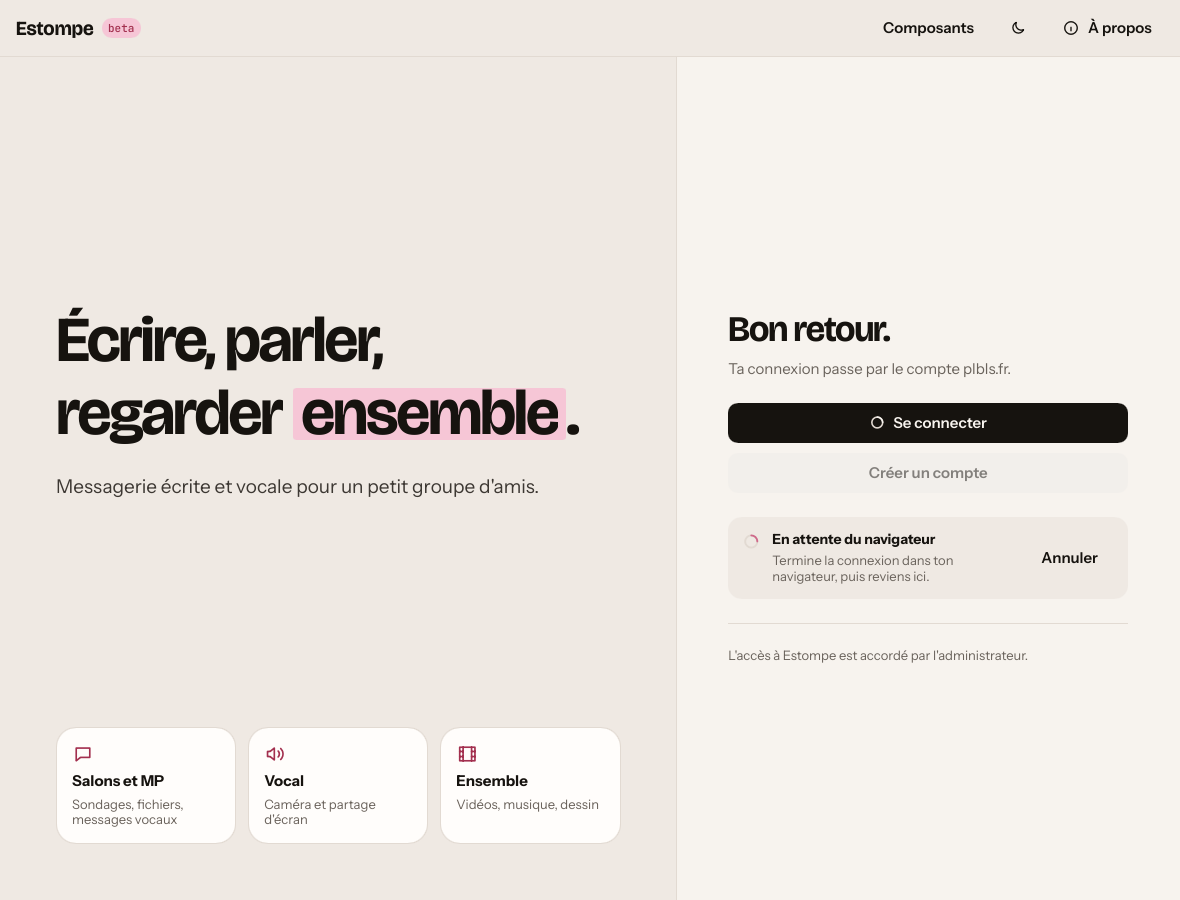 Estompe beta
Composants
À propos
Écrire, parler,
regarder ensemble.
Messagerie écrite et vocale pour un petit groupe d'amis.
Salons et MP
Sondages, fichiers,
messages vocaux
Vocal
Caméra et partage
d'écran
Ensemble
Vidéos, musique, dessin
Bon retour.
Ta connexion passe par le compte plbls.fr.
Se connecter
Créer un compte
En attente du navigateur
Termine la connexion dans ton
navigateur, puis reviens ici.
Annuler
L'accès à Estompe est accordé par l'administrateur.